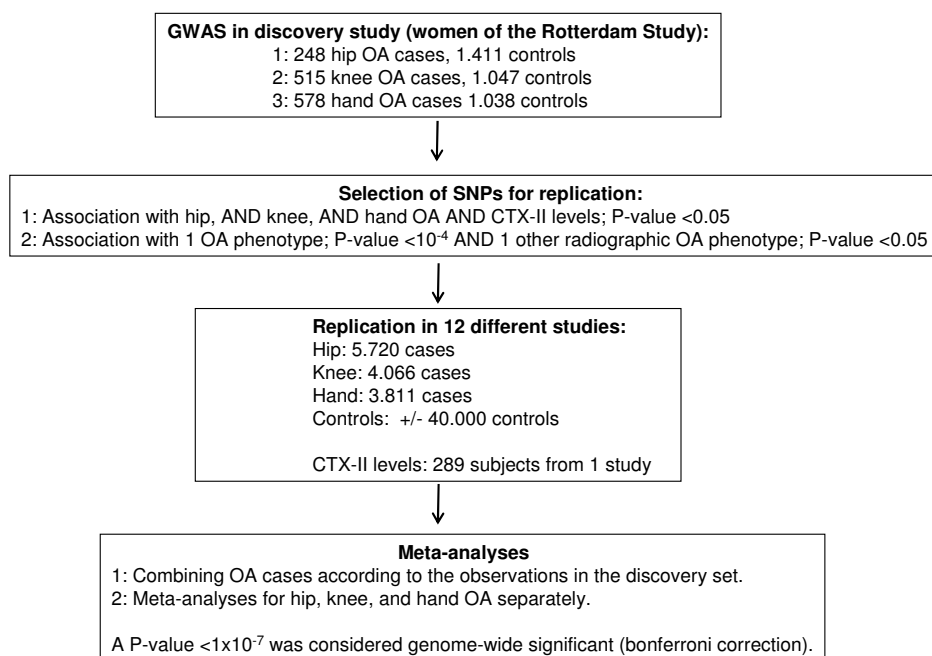 GWAS in discovery study (women of the Rotterdam Study):
1: 248 hip OA cases, 1.411 controls
2: 515 knee OA cases, 1.047 controls
3: 578 hand OA cases 1.038 controls
Selection of SNPs for replication:
1: Association with hip, AND knee, AND hand OA AND CTX-II levels; P-value <0.05
2: Association with 1 OA phenotype; P-value <10⁻⁴ AND 1 other radiographic OA phenotype; P-value <0.05
Replication in 12 different studies:
Hip: 5.720 cases
Knee: 4.066 cases
Hand: 3.811 cases
Controls: +/- 40.000 controls
CTX-II levels: 289 subjects from 1 study
Meta-analyses
1: Combining OA cases according to the observations in the discovery set.
2: Meta-analyses for hip, knee, and hand OA separately.
A P-value <1x10⁻⁷ was considered genome-wide significant (bonferroni correction).